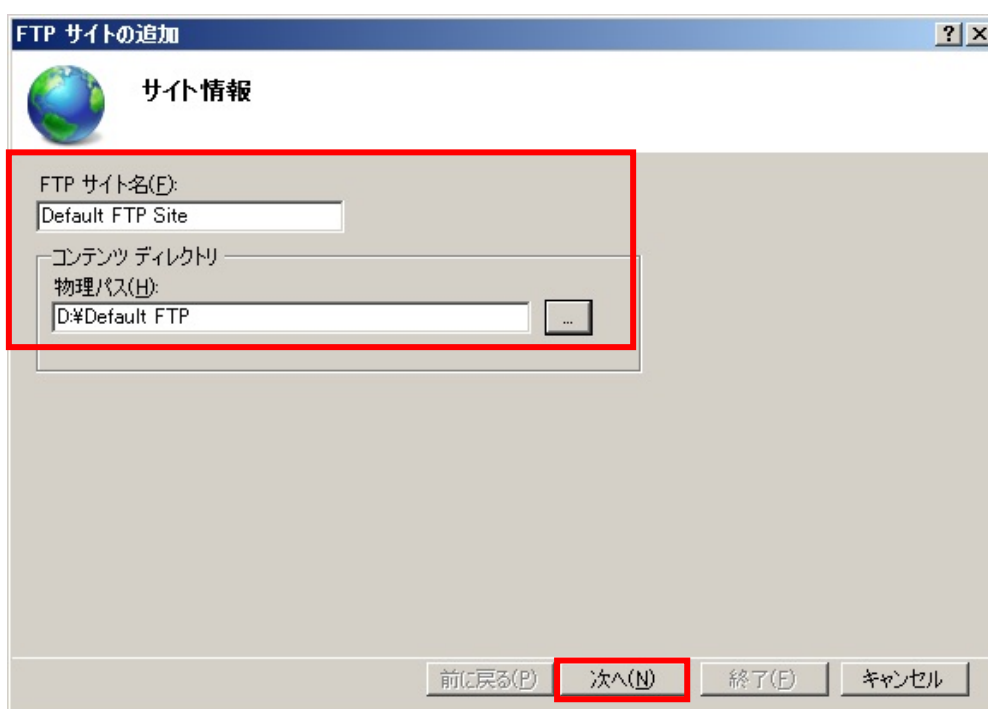 FTP サイトの追加
サイト情報
FTP サイト名(F):
Default FTP Site
コンテンツ ディレクトリ
物理パス(H):
D:¥Default FTP
...
前に戻る(P) 次へ(N) 終了(F) キャンセル